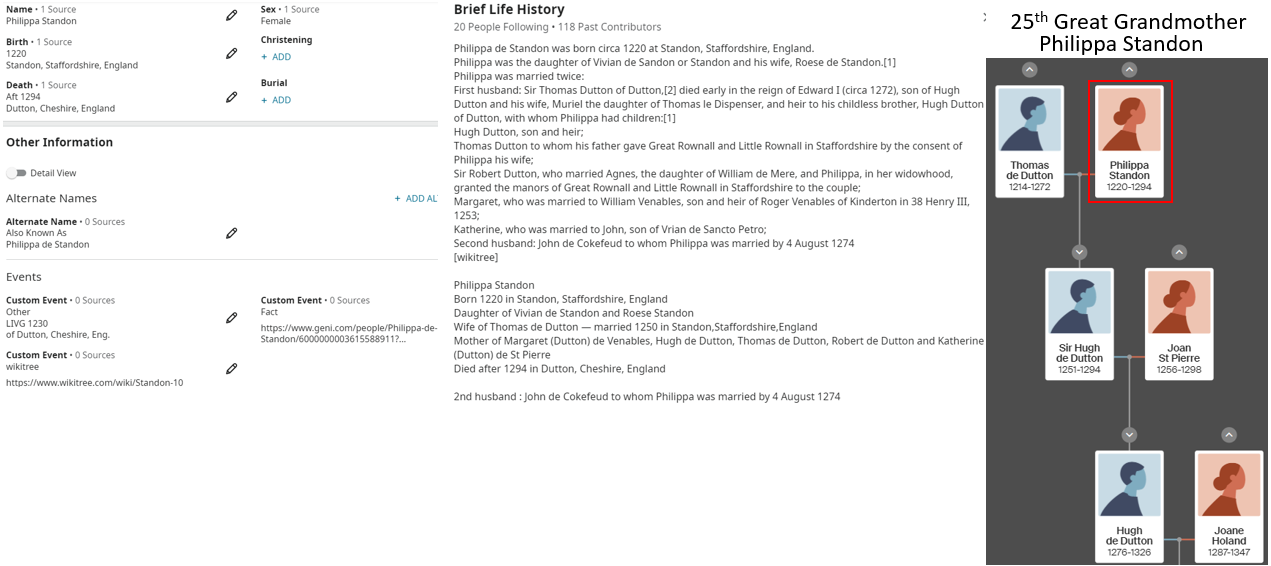 Name • 1 Source
Philippa Standon
Sex • 1 Source
Female
Birth • 1 Source
1220
Standon, Staffordshire, England
Christening
+ ADD
Death • 1 Source
Aft 1294
Dutton, Cheshire, England
Burial
+ ADD
Other Information
Detail View
Alternate Names
+ ADD AL
Alternate Name • 0 Sources
Also Known As
Philippa de Standon
Events
Custom Event • 0 Sources
Other
LIVG 1230
of Dutton, Cheshire, Eng.
Custom Event • 0 Sources
Fact
https://www.geni.com/people/Philippa-de-
Standon/6000000003615588911?...
Custom Event • 0 Sources
wikitree
https://www.wikitree.com/wiki/Standon-10
Brief Life History
20 People Following • 118 Past Contributors
Philippa de Standon was born circa 1220 at Standon, Staffordshire, England.
Philippa was the daughter of Vivian de Sandon or Standon and his wife, Roese de Standon.[1]
Philippa was married twice:
First husband: Sir Thomas Dutton of Dutton,[2] died early in the reign of Edward I (circa 1272), son of Hugh
Dutton and his wife, Muriel the daughter of Thomas le Dispenser, and heir to his childless brother, Hugh Dutton
of Dutton, with whom Philippa had children:[1]
Hugh Dutton, son and heir;
Thomas Dutton to whom his father gave Great Rownall and Little Rownall in Staffordshire by the consent of
Philippa his wife;
Sir Robert Dutton, who married Agnes, the daughter of William de Mere, and Philippa, in her widowhood,
granted the manors of Great Rownall and Little Rownall in Staffordshire to the couple;
Margaret, who was married to William Venables, son and heir of Roger Venables of Kinderton in 38 Henry III,
1253;
Katherine, who was married to John, son of Vrian de Sancto Petro;
Second husband: John de Cokefeud to whom Philippa was married by 4 August 1274
[wikitree]
Philippa Standon
Born 1220 in Standon, Staffordshire, England
Daughter of Vivian de Standon and Roese Standon
Wife of Thomas de Dutton — married 1250 in Standon,Staffordshire,England
Mother of Margaret (Dutton) de Venables, Hugh de Dutton, Thomas de Dutton, Robert de Dutton and Katherine
(Dutton) de St Pierre
Died after 1294 in Dutton, Cheshire, England
2nd husband : John de Cokefeud to whom Philippa was married by 4 August 1274
25th Great Grandmother
Philippa Standon
Thomas
de Dutton
1214-1272
Philippa
Standon
1220-1294
Sir Hugh
de Dutton
1251-1294
Joan
St Pierre
1256-1298
Hugh
de Dutton
1276-1326
Joane
Holand
1287-1347